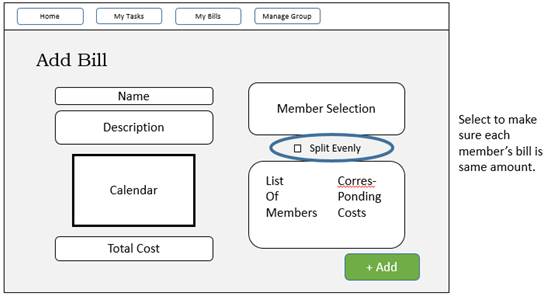 Home
My Tasks
My Bills
Manage Group
Add Bill
Name
Description
Calendar
Total Cost
Member Selection
Split Evenly
List
Of
Members
Corres-
Ponding
Costs
+ Add
Select to make
sure each
member's bill is
same amount.